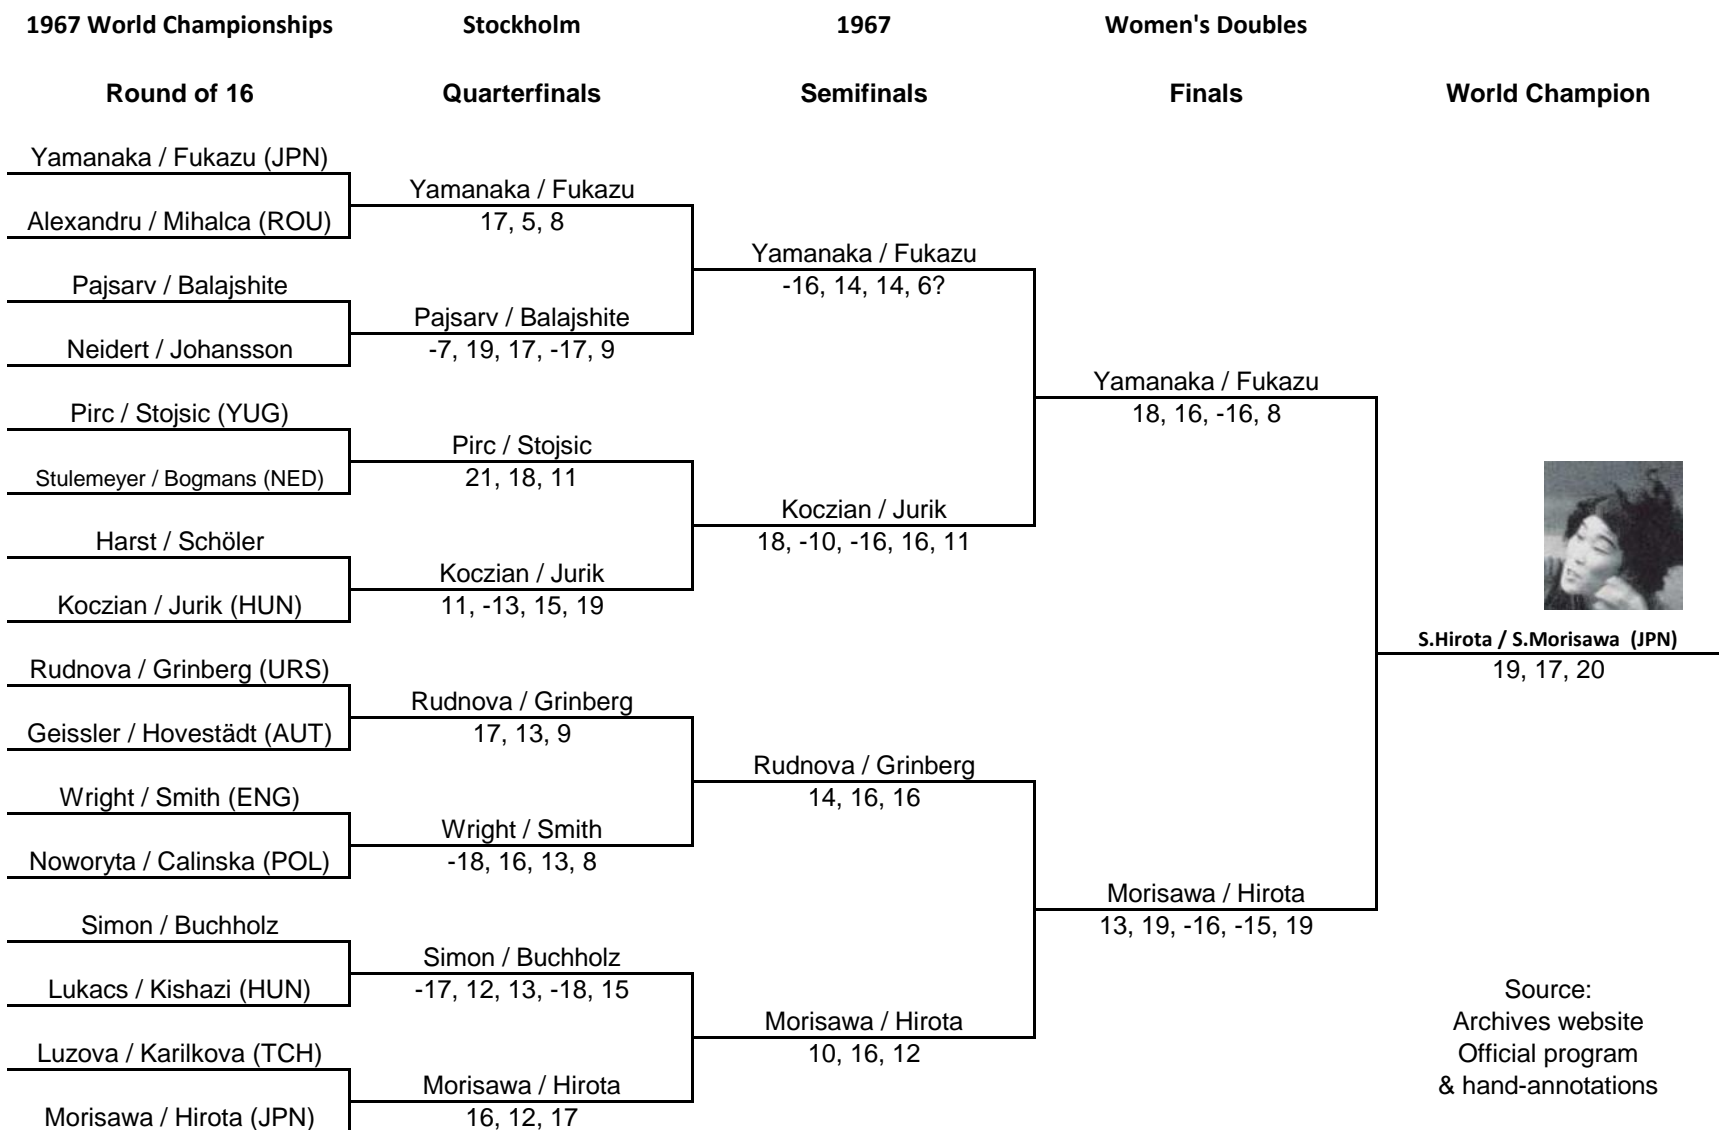 1967 World Championships Stockholm 1967 Women's Doubles
Round of 16 Quarterfinals Semifinals Finals World Champion
Yamanaka / Fukazu (JPN)
Yamanaka / Fukazu
17, 5, 8
Alexandru / Mihalca (ROU)
Yamanaka / Fukazu
-16, 14, 14, 6?
Pajsarv / Balajshite
Pajsarv / Balajshite
-7, 19, 17, -17, 9
Neidert / Johansson
Yamanaka / Fukazu
18, 16, -16, 8
Pirc / Stojsic (YUG)
Pirc / Stojsic
21, 18, 11
Stulemeyer / Bogmans (NED)
Koczian / Jurik
18, -10, -16, 16, 11
Harst / Schöler
Koczian / Jurik
11, -13, 15, 19
Koczian / Jurik (HUN)
S.Hirota / S.Morisawa (JPN)
19, 17, 20
Rudnova / Grinberg (URS)
Rudnova / Grinberg
17, 13, 9
Geissler / Hovestädt (AUT)
Rudnova / Grinberg
14, 16, 16
Wright / Smith (ENG)
Wright / Smith
-18, 16, 13, 8
Noworyta / Calinska (POL)
Morisawa / Hirota
13, 19, -16, -15, 19
Simon / Buchholz
Simon / Buchholz
-17, 12, 13, -18, 15
Lukacs / Kishazi (HUN)
Morisawa / Hirota
10, 16, 12
Luzova / Karilkova (TCH)
Morisawa / Hirota
16, 12, 17
Morisawa / Hirota (JPN)
Source:
Archives website
Official program
& hand-annotations